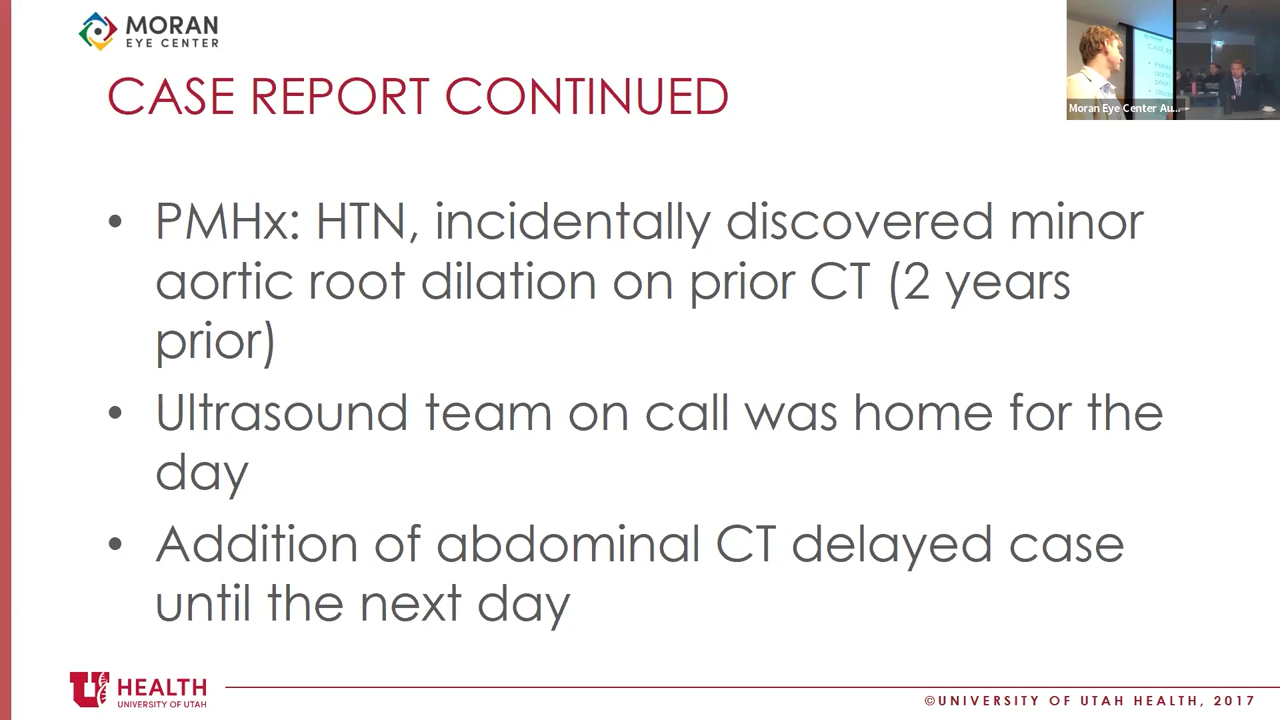 MORAN
EYE CENTER
CASE REPORT CONTINUED
Moran Eye Center Au...
• PMHx: HTN, incidentally discovered minor
aortic root dilation on prior CT (2 years
prior)
• Ultrasound team on call was home for the
day
• Addition of abdominal CT delayed case
until the next day
U HEALTH
UNIVERSITY OF UTAH
©UNIVERSITY OF UTAH HEALTH, 2017